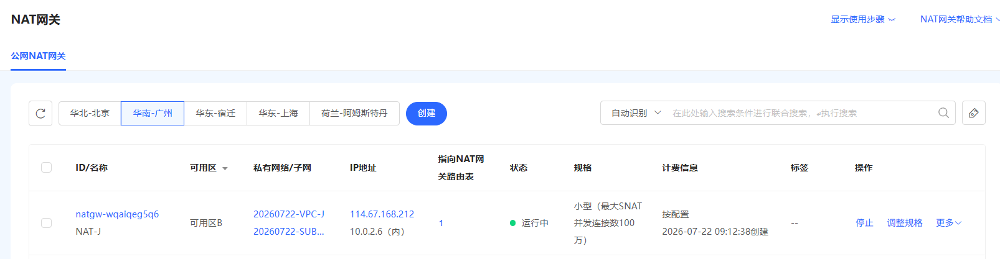 NAT网关
显示使用步骤
NAT网关帮助文档
公网NAT网关
华北-北京
华南-广州
华东-宿迁
华东-上海
荷兰-阿姆斯特丹
创建
自动识别
在此处输入搜索条件进行联合搜索，↲执行搜索
ID/名称
可用区
私有网络/子网
IP地址
指向NAT网
关路由表
状态
规格
计费信息
标签
操作
natgw-wqaiqeg5q6
NAT-J
可用区B
20260722-VPC-J
20260722-SUB...
114.67.168.212
10.0.2.6（内）
1
运行中
小型（最大SNAT
并发连接数100
万）
按配置
2026-07-22 09:12:38创建
--
停止
调整规格
更多